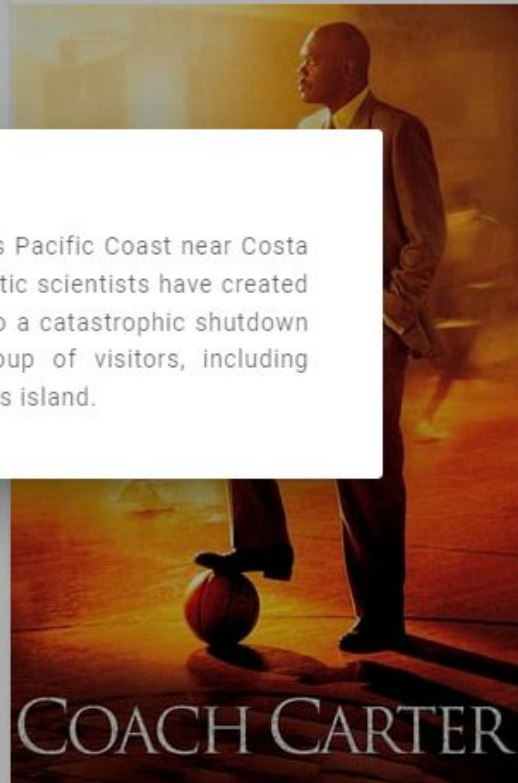 s Pacific Coast near Costa
tic scientists have created
o a catastrophic shutdown
oup of visitors, including
s island.
COACH CARTER